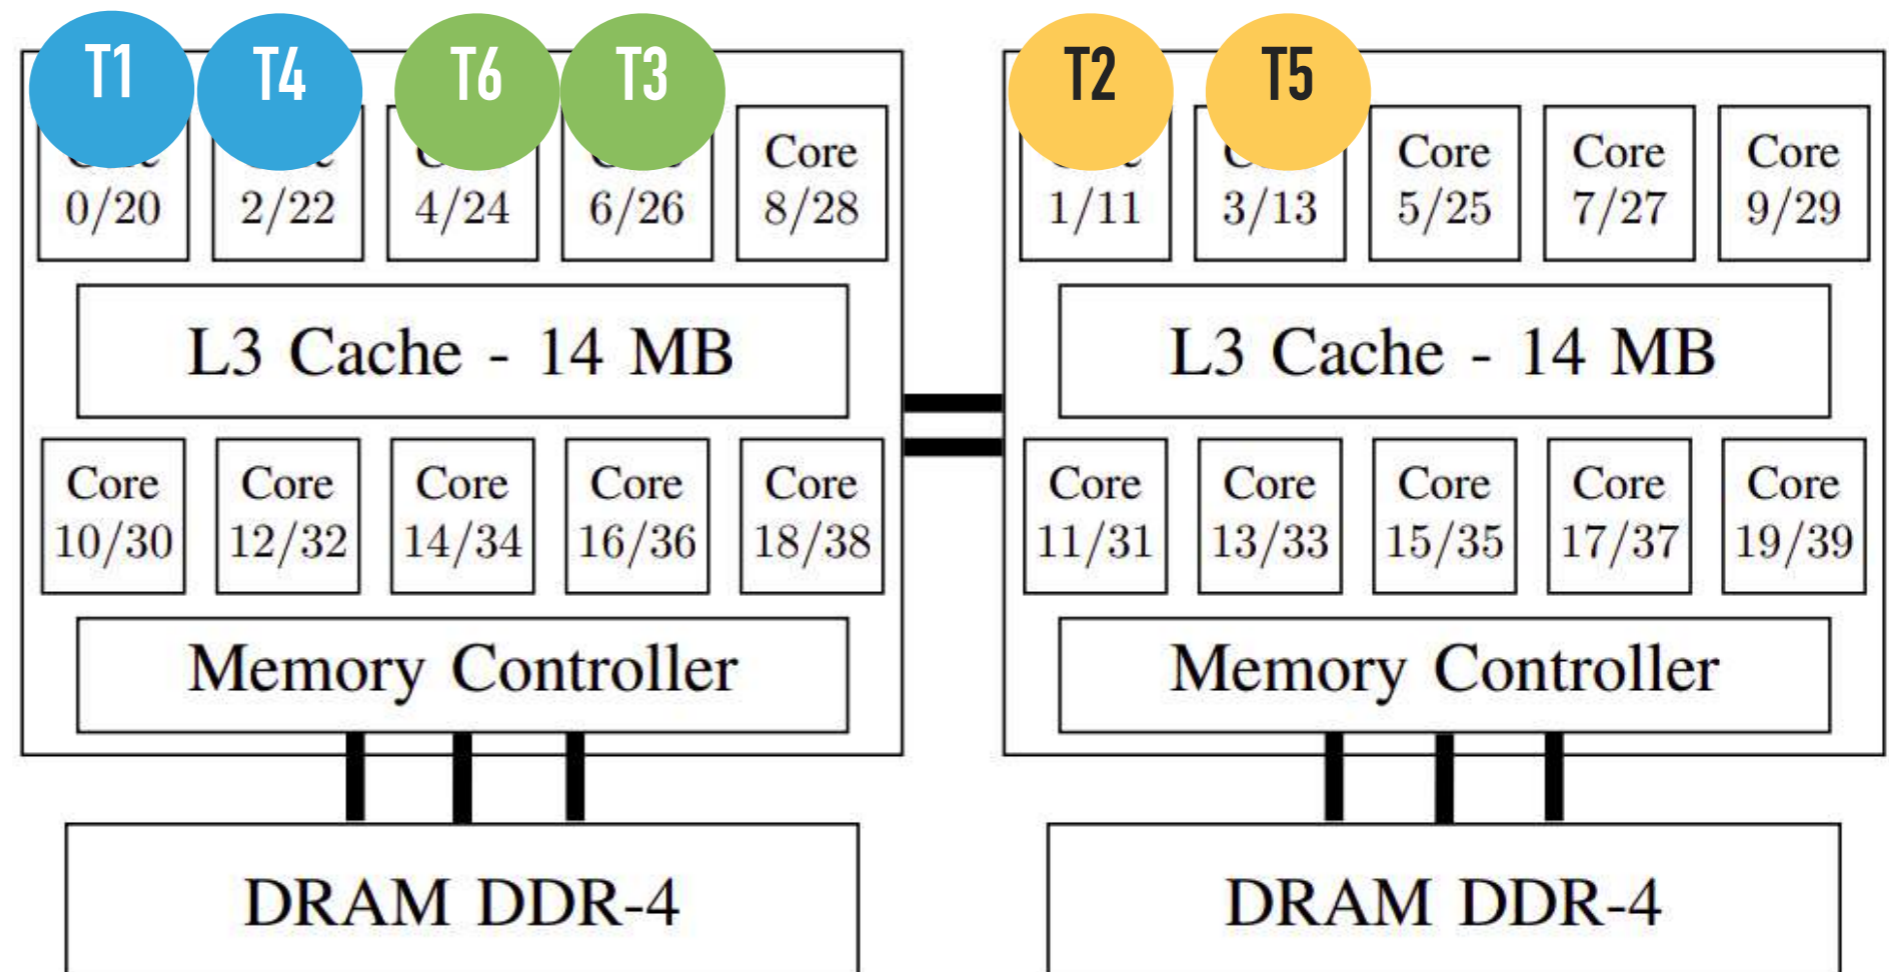 T1 T4 T6 T3
Core
0/20 2/22 4/24 6/26 8/28
L3 Cache - 14 MB
Core Core Core Core Core
10/30 12/32 14/34 16/36 18/38
Memory Controller
DRAM DDR-4
T2 T5
Core Core Core
1/11 3/13 5/25 7/27 9/29
L3 Cache - 14 MB
Core Core Core Core Core
11/31 13/33 15/35 17/37 19/39
Memory Controller
DRAM DDR-4